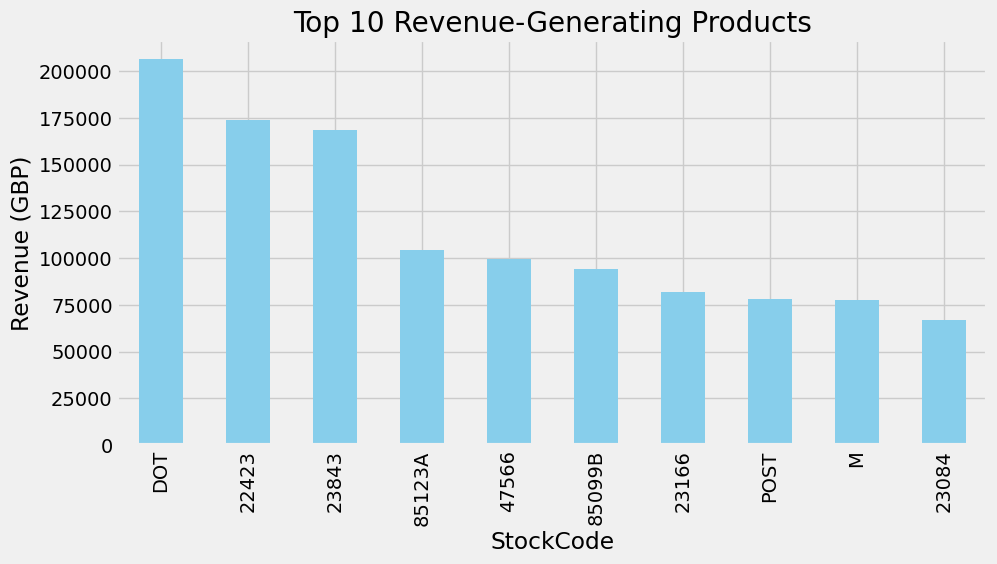 Top 10 Revenue-Generating Products
Revenue (GBP)
200000
175000
150000
125000
100000
75000
50000
25000
0
DOT
22423
23843
85123A
47566
85099B
23166
POST
M
23084
StockCode